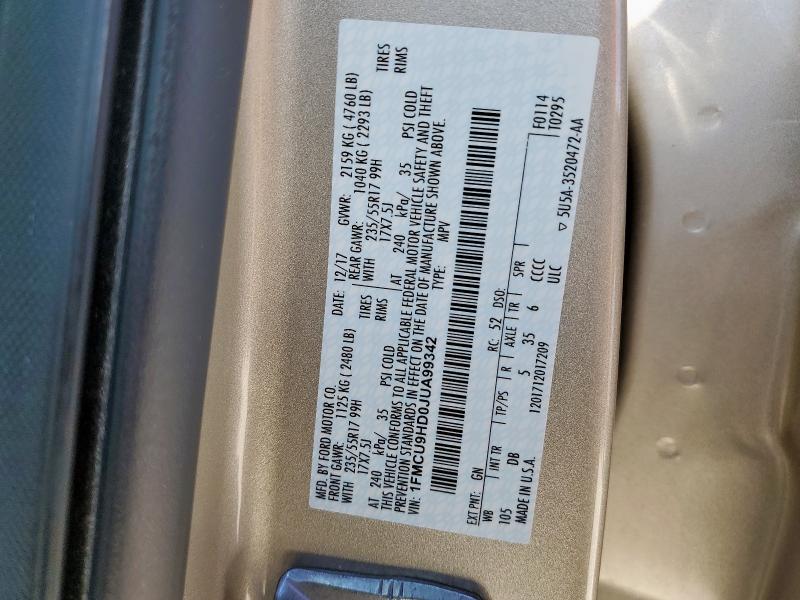 MFD. BY FORD MOTOR CO. DATE: 12/17 GVWR: 2159 KG ( 4760 LB)
FRONT GAWR: 1125 KG ( 2480 LB) REAR GAWR: 1040 KG ( 2293 LB)
WITH 235/55R17 99H TIRES WITH 235/55R17 99H TIRES
17X7.5J RIMS 17X7.5J RIMS
AT 240 kPa/ 35 PSI COLD AT 240 kPa/ 35 PSI COLD
THIS VEHICLE CONFORMS TO ALL APPLICABLE FEDERAL MOTOR VEHICLE SAFETY AND THEFT
PREVENTION STANDARDS IN EFFECT ON THE DATE OF MANUFACTURE SHOWN ABOVE.
VIN: 1FMCU9HD0JUA99342 TYPE: MPV
EXT PNT: GN RC: 52 DSO: F0114
WB INT TR TP/PS R AXLE TR SPR T0295
105 DB 5 35 6 CCCC
MADE IN U.S.A. 1201712017209 ULC
▽ 5U5A-3520472-AA